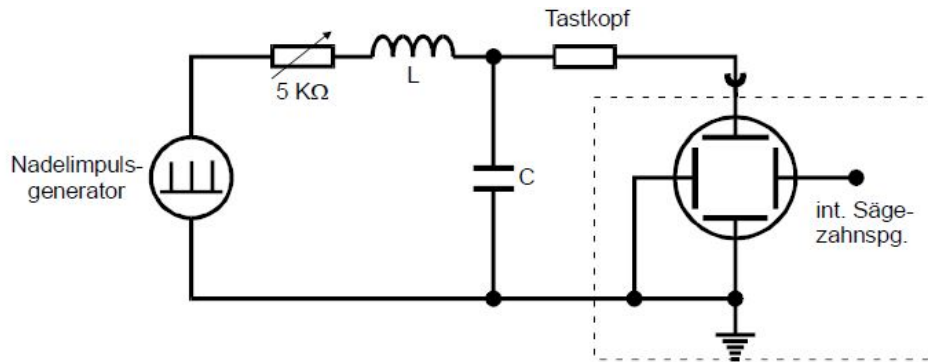 Tastkopf
L
5 KΩ
Nadelimpuls-
generator
C
int. Säge-
zahnspg.